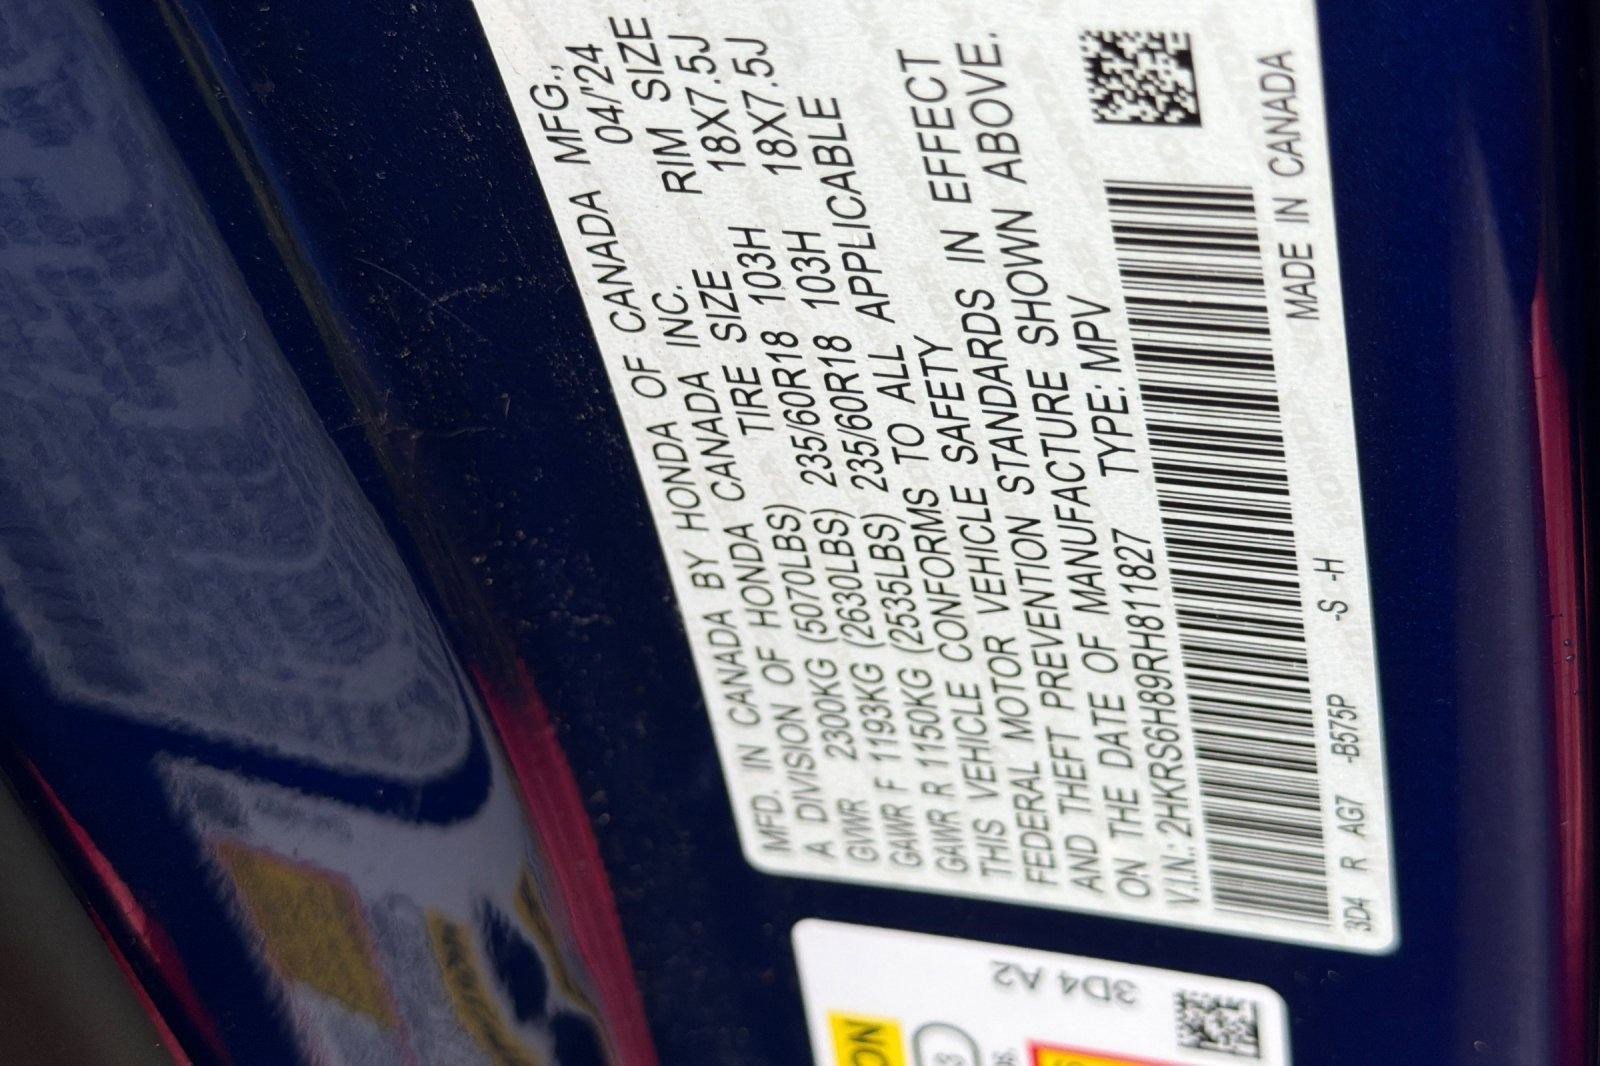 MFD. IN CANADA BY HONDA OF CANADA MFG.,
A DIVISION OF HONDA CANADA INC. 04/'24
GVWR 2300KG (5070LBS) TIRE SIZE RIM SIZE
GAWR F 1193KG (2630LBS) 235/60R18 103H 18X7.5J
GAWR R 1150KG (2535LBS) 235/60R18 103H 18X7.5J
THIS VEHICLE CONFORMS TO ALL APPLICABLE
FEDERAL MOTOR VEHICLE SAFETY
AND THEFT PREVENTION STANDARDS IN EFFECT
ON THE DATE OF MANUFACTURE SHOWN ABOVE.
V.I.N.: 2HKRS6H89RH811827 TYPE: MPV
3D4 R AG7 -B575P -S -H MADE IN CANADA
3D4 A2